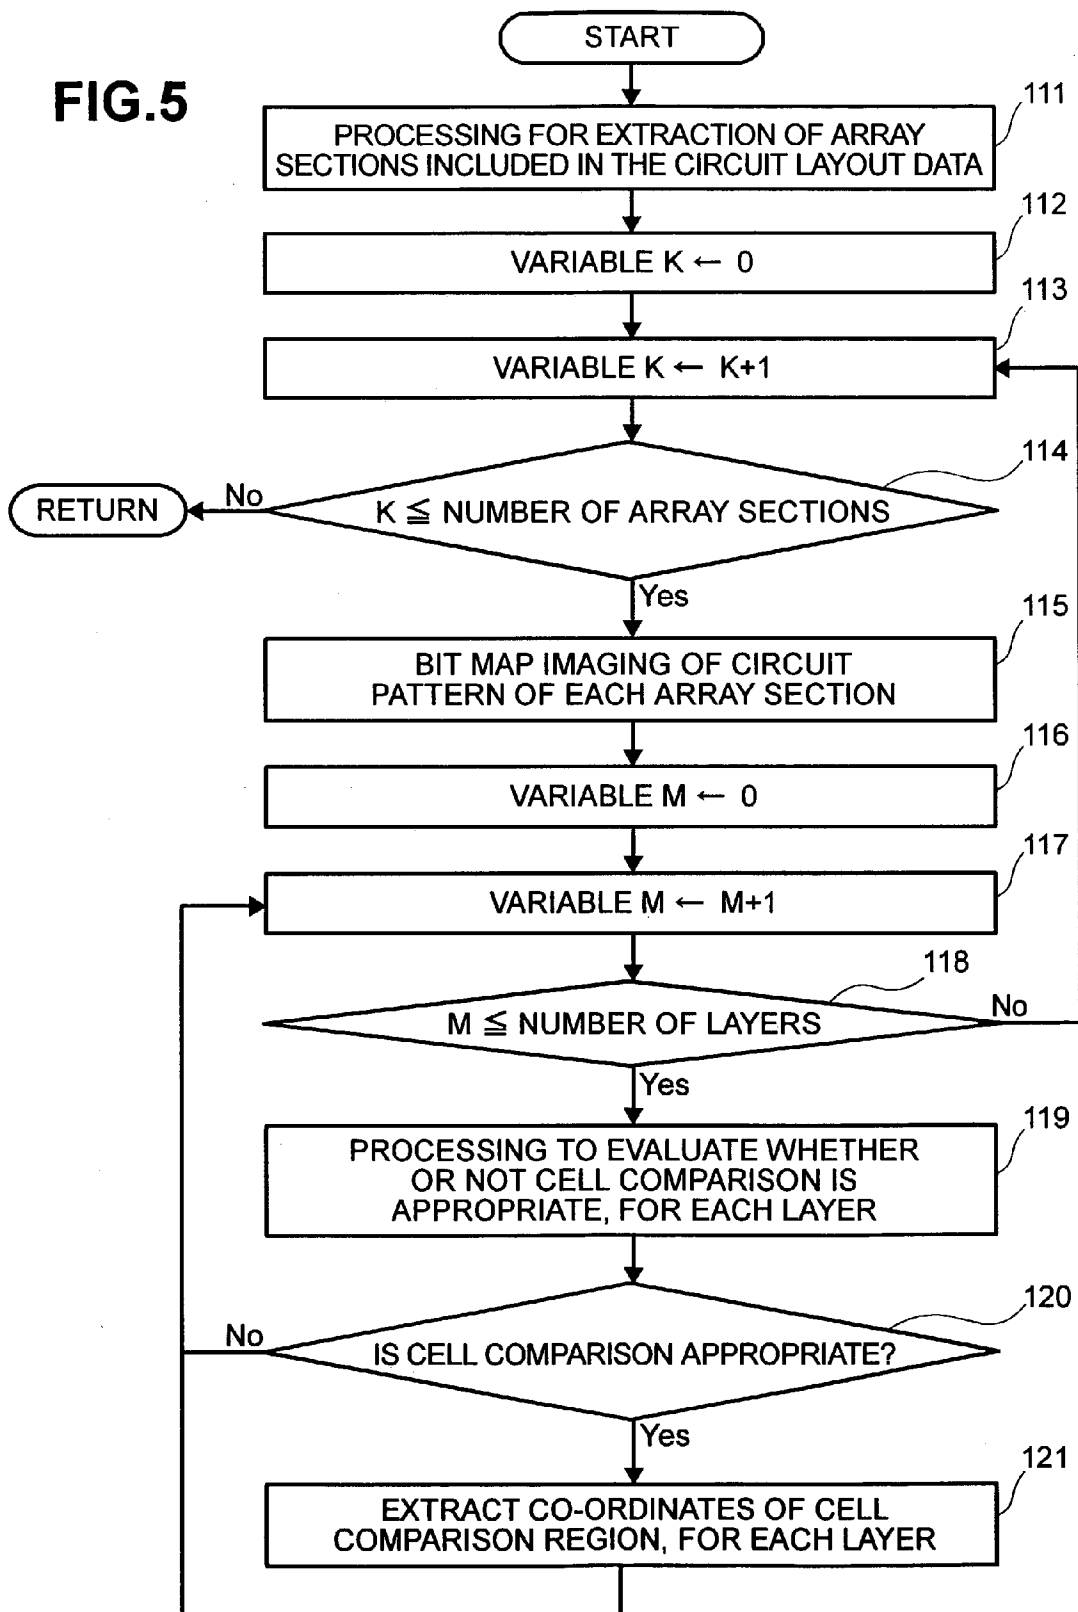 START
FIG.5
111
PROCESSING FOR EXTRACTION OF ARRAY
SECTIONS INCLUDED IN THE CIRCUIT LAYOUT DATA
112
VARIABLE K ← 0
113
VARIABLE K ← K+1
114
RETURN
No
K ≦ NUMBER OF ARRAY SECTIONS
Yes
115
BIT MAP IMAGING OF CIRCUIT
PATTERN OF EACH ARRAY SECTION
116
VARIABLE M ← 0
117
VARIABLE M ← M+1
118
M ≦ NUMBER OF LAYERS
No
Yes
119
PROCESSING TO EVALUATE WHETHER
OR NOT CELL COMPARISON IS
APPROPRIATE, FOR EACH LAYER
120
No
IS CELL COMPARISON APPROPRIATE?
Yes
121
EXTRACT CO-ORDINATES OF CELL
COMPARISON REGION, FOR EACH LAYER